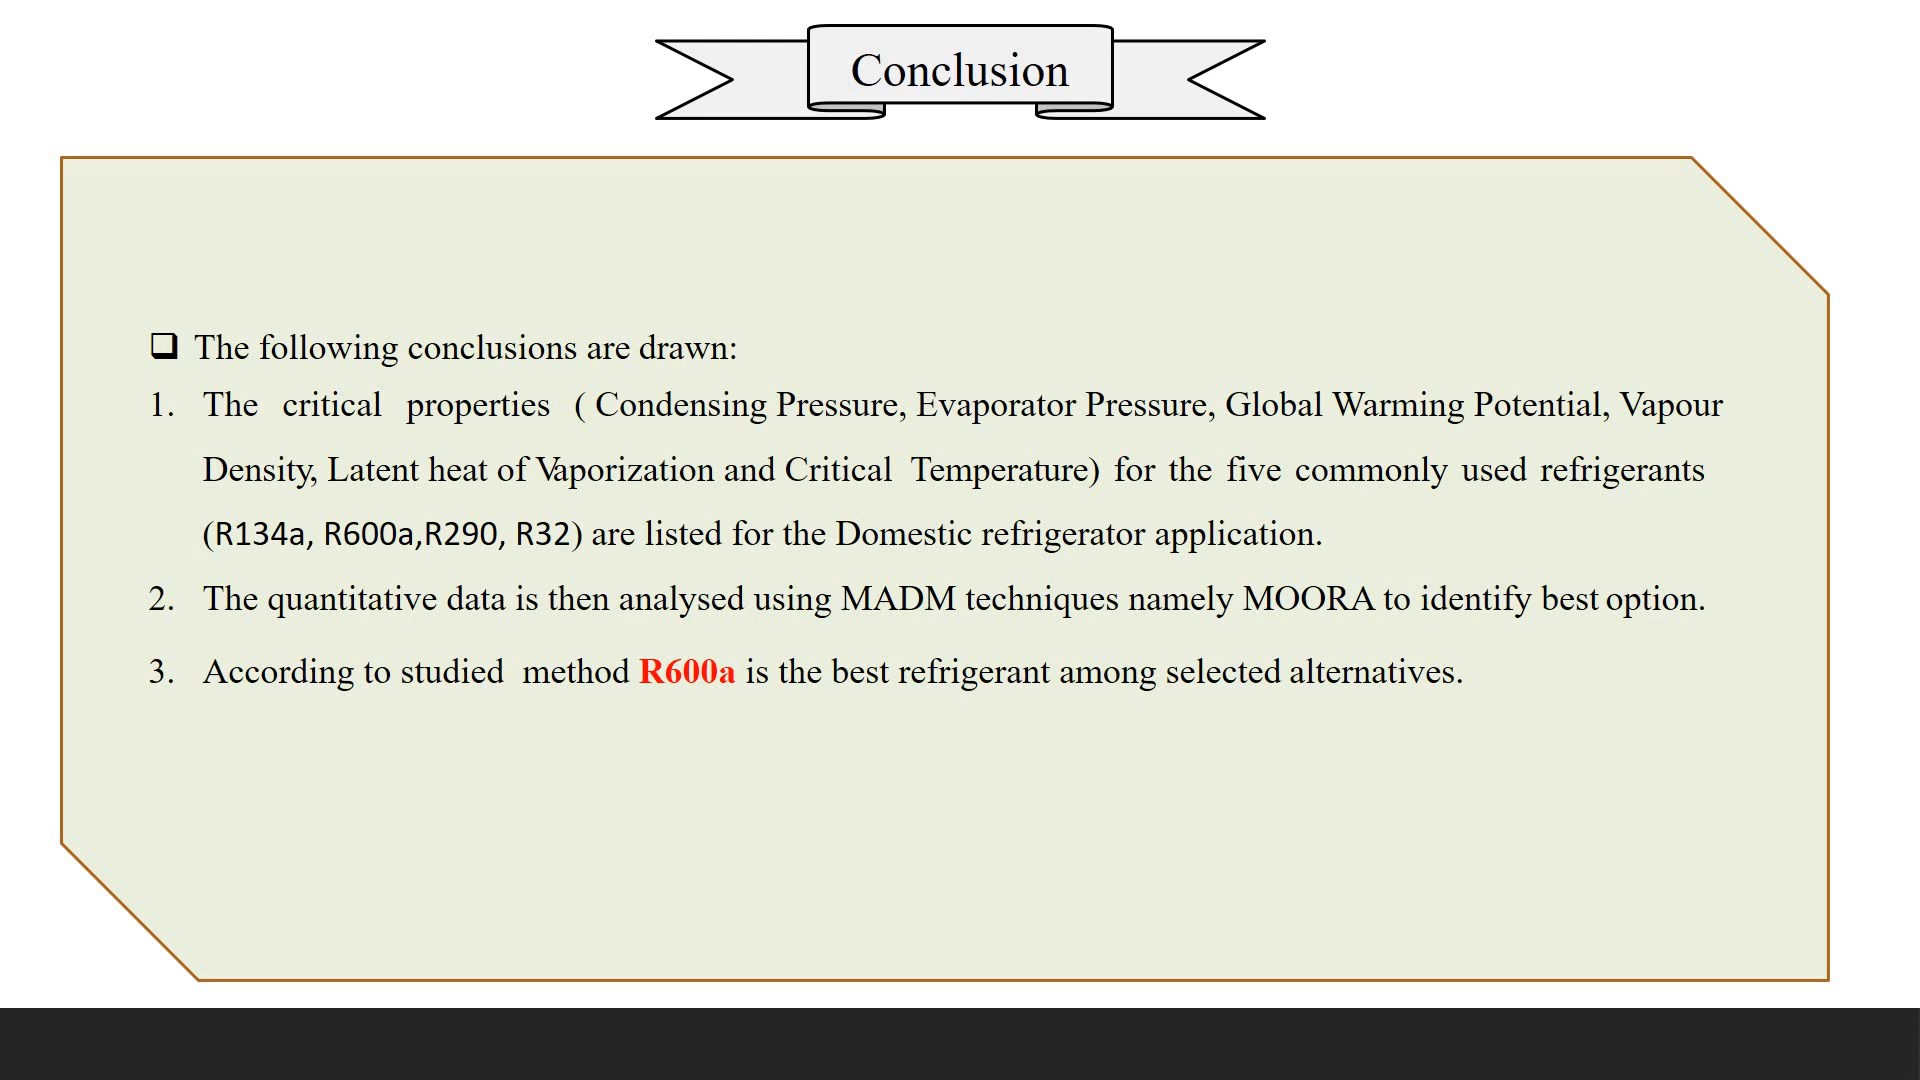 Conclusion
❑ The following conclusions are drawn:
1. The critical properties ( Condensing Pressure, Evaporator Pressure, Global Warming Potential, Vapour
Density, Latent heat of Vaporization and Critical Temperature) for the five commonly used refrigerants
(R134a, R600a,R290, R32) are listed for the Domestic refrigerator application.
2. The quantitative data is then analysed using MADM techniques namely MOORA to identify best option.
3. According to studied method R600a is the best refrigerant among selected alternatives.